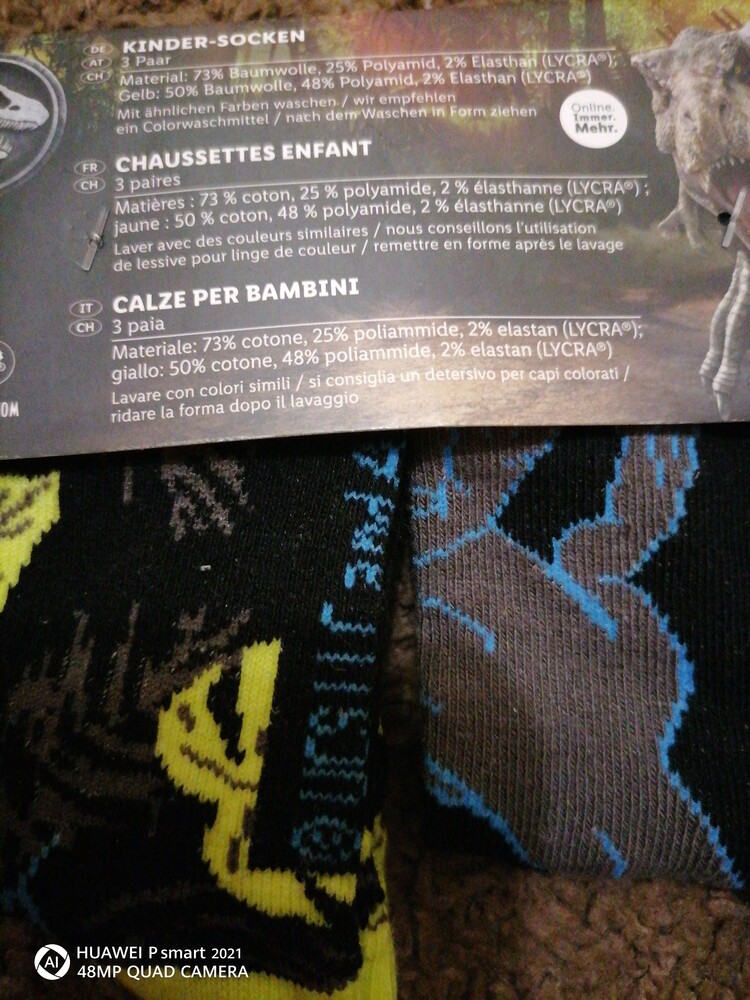 DE
AT
CH
KINDER-SOCKEN
3 Paar
Material: 73% Baumwolle, 25% Polyamid, 2% Elasthan (LYCRA®);
Gelb: 50% Baumwolle, 48% Polyamid, 2% Elasthan (LYCRA®)
Mit ähnlichen Farben waschen / wir empfehlen
ein Colorwaschmittel / nach dem Waschen in Form ziehen
Online.
Immer.
Mehr.
FR
CH
CHAUSSETTES ENFANT
3 paires
Matières : 73 % coton, 25 % polyamide, 2 % élasthanne (LYCRA®) ;
jaune : 50 % coton, 48 % polyamide, 2 % élasthanne (LYCRA®)
Laver avec des couleurs similaires / nous conseillons l'utilisation
de lessive pour linge de couleur / remettre en forme après le lavage
IT
CH
CALZE PER BAMBINI
3 paia
Materiale: 73% cotone, 25% poliammide, 2% elastan (LYCRA®);
giallo: 50% cotone, 48% poliammide, 2% elastan (LYCRA®)
Lavare con colori simili / si consiglia un detersivo per capi colorati /
ridare la forma dopo il lavaggio
AI
HUAWEI P smart 2021
48MP QUAD CAMERA